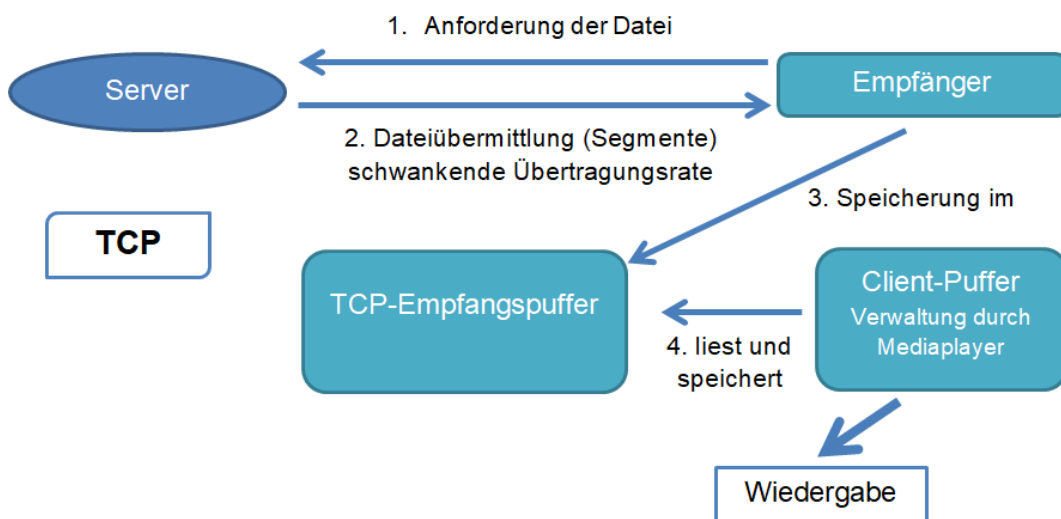 1. Anforderung der Datei
Server
Empfänger
2. Dateiübermittlung (Segmente)
schwankende Übertragungsrate
3. Speicherung im
TCP
TCP-Empfangspuffer
Client-Puffer
Verwaltung durch
Mediaplayer
4. liest und
speichert
Wiedergabe